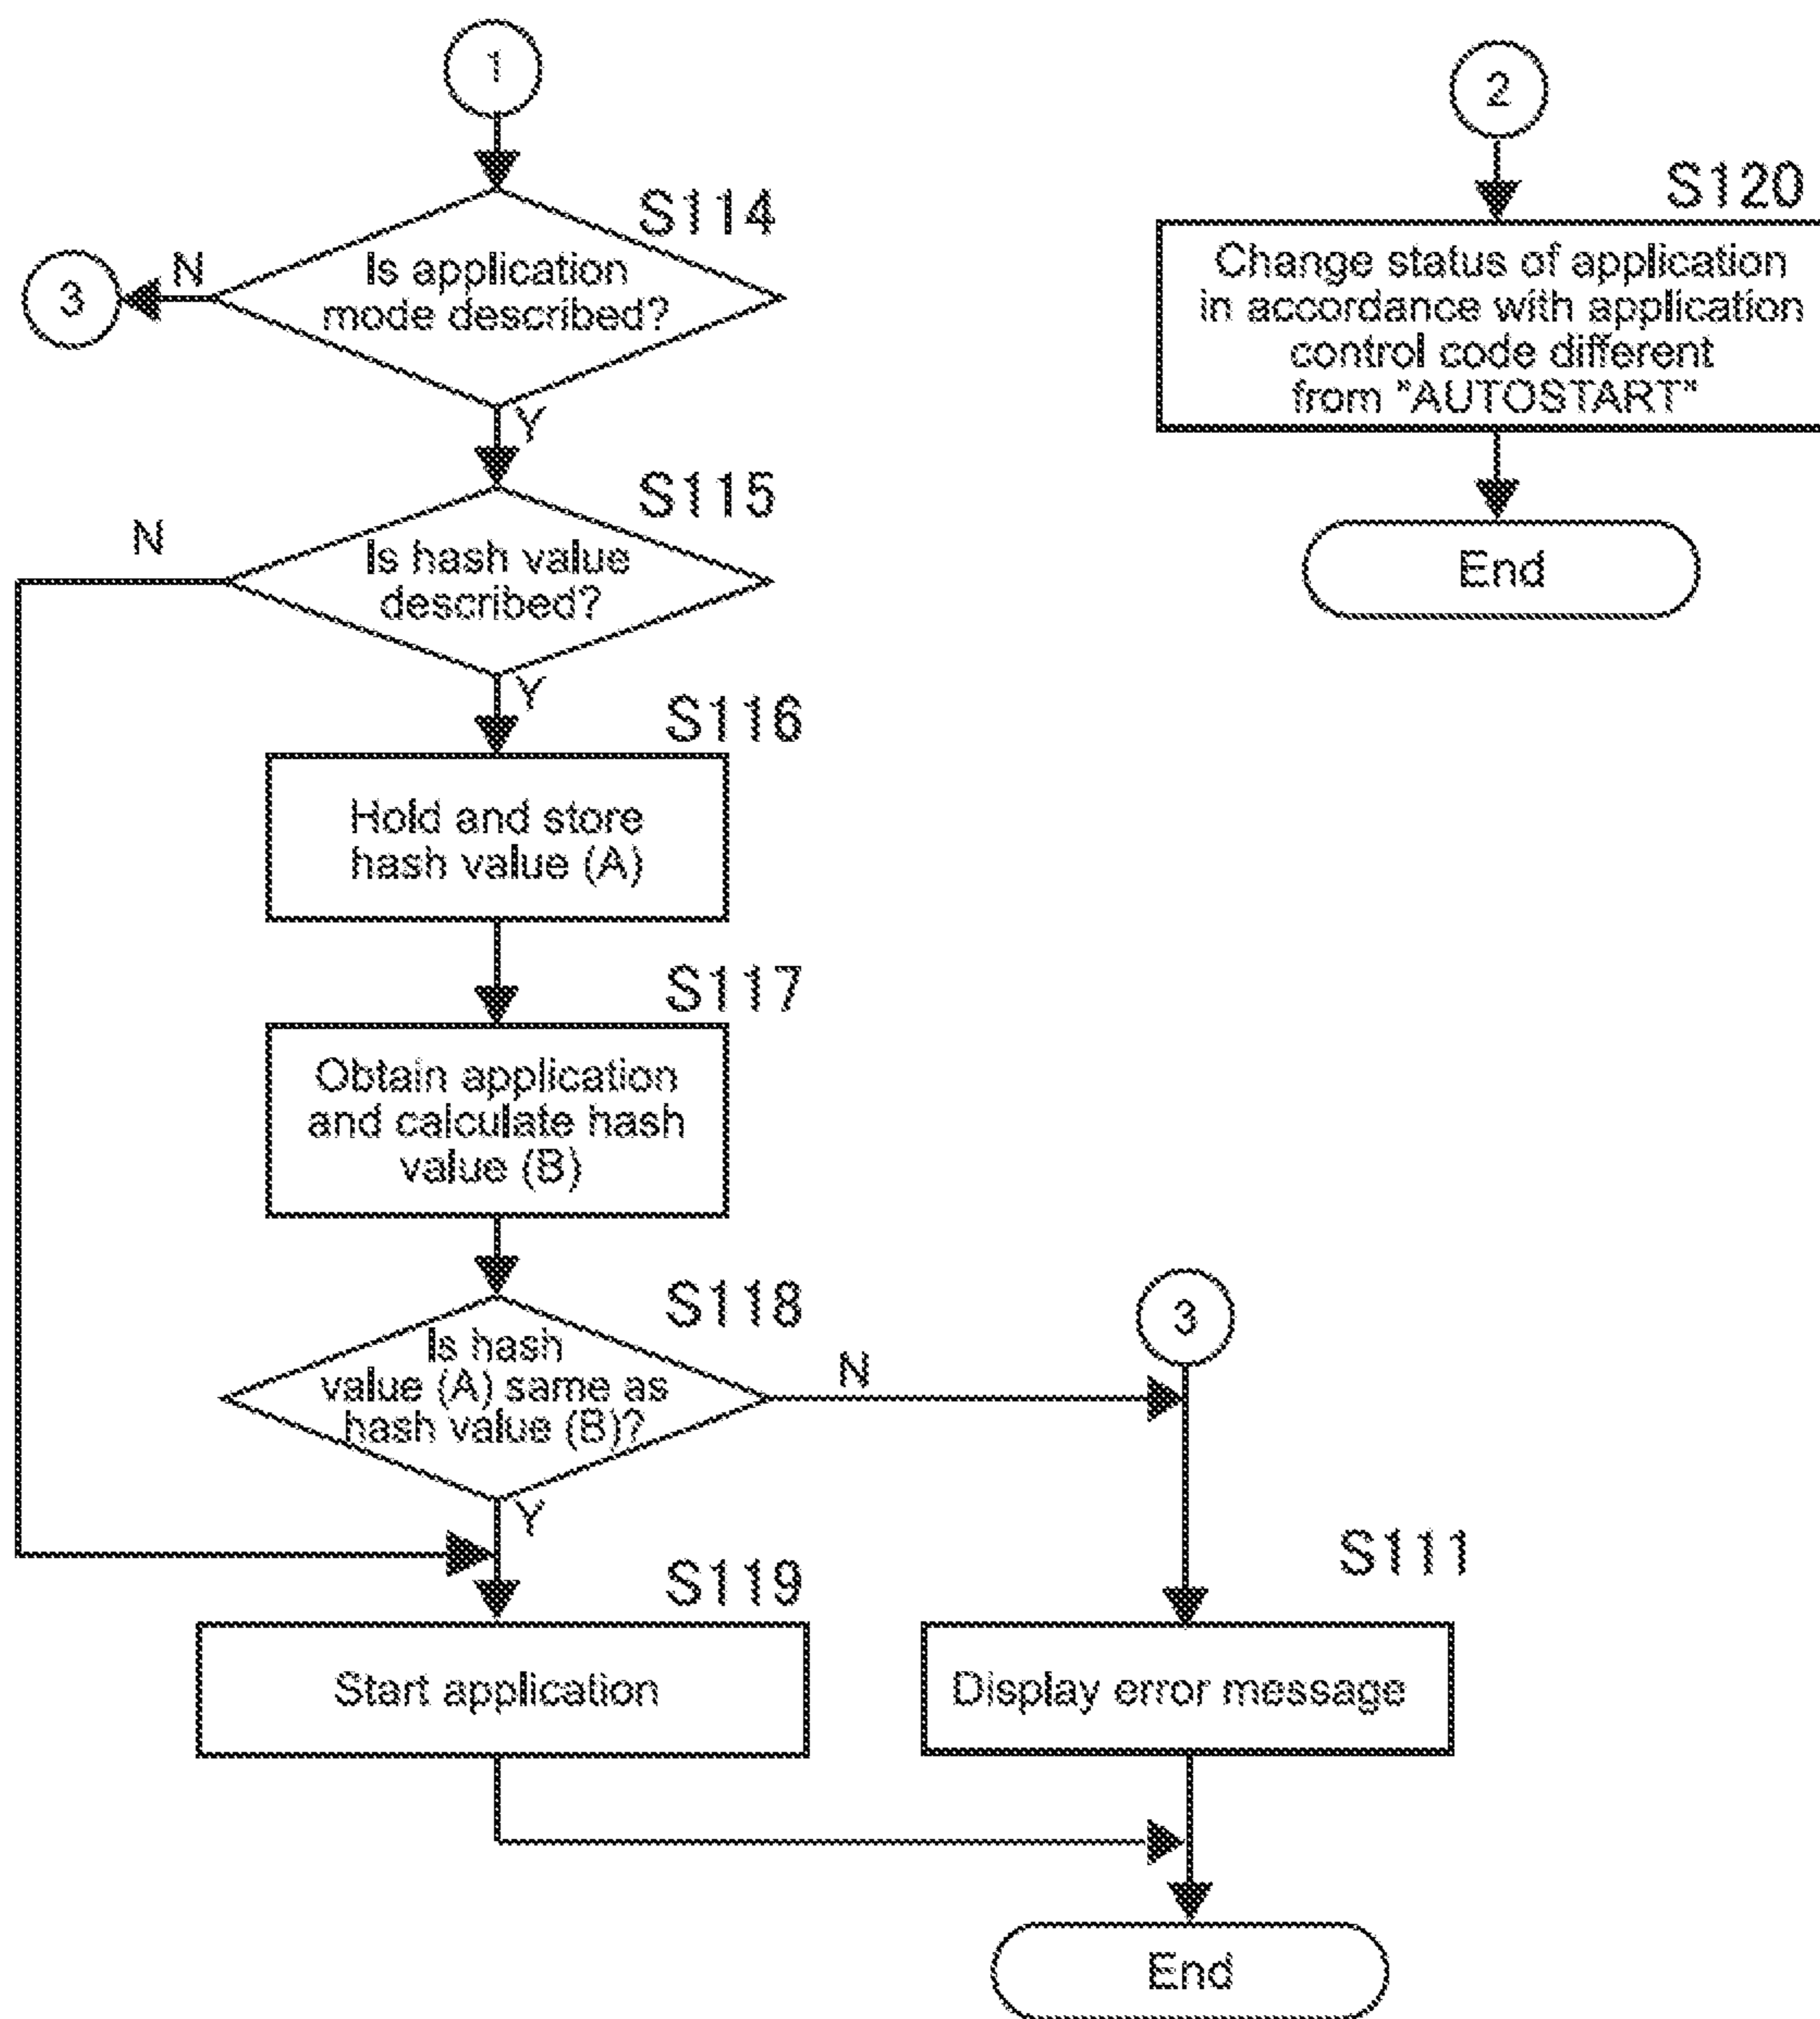 1
S114
Is application
mode described?
N
3
Y
S115
Is hash value
described?
N
Y
S116
Hold and store
hash value (A)
S117
Obtain application
and calculate hash
value (B)
S118
Is hash
value (A) same as
hash value (B)?
N
3
Y
S119
Start application
S111
Display error message
End
2
S120
Change status of application
in accordance with application
control code different
from "AUTOSTART"
End